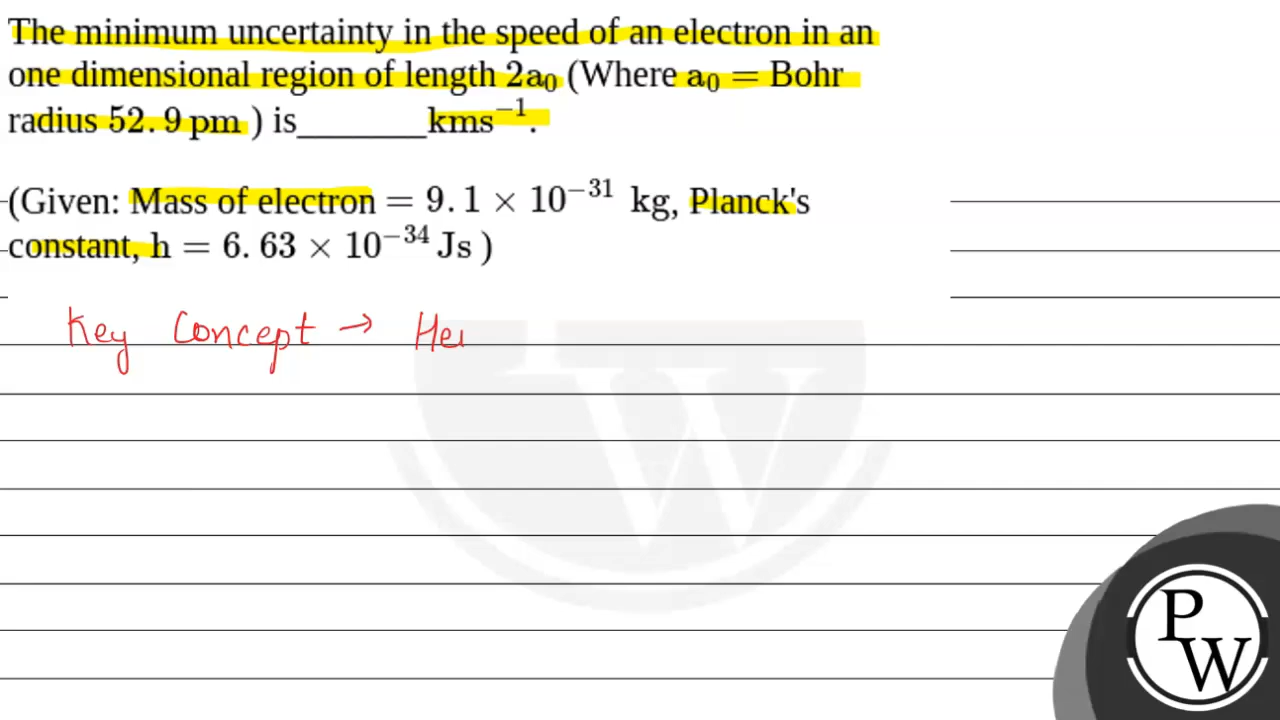 The minimum uncertainty in the speed of an electron in an
one dimensional region of length 2a₀ (Where a₀ = Bohr
radius 52.9 pm ) is_______kms⁻¹.
(Given: Mass of electron = 9.1 × 10⁻³¹ kg, Planck's
constant, h = 6.63 × 10⁻³⁴ Js )
Key Concept → Hei
W
P
W